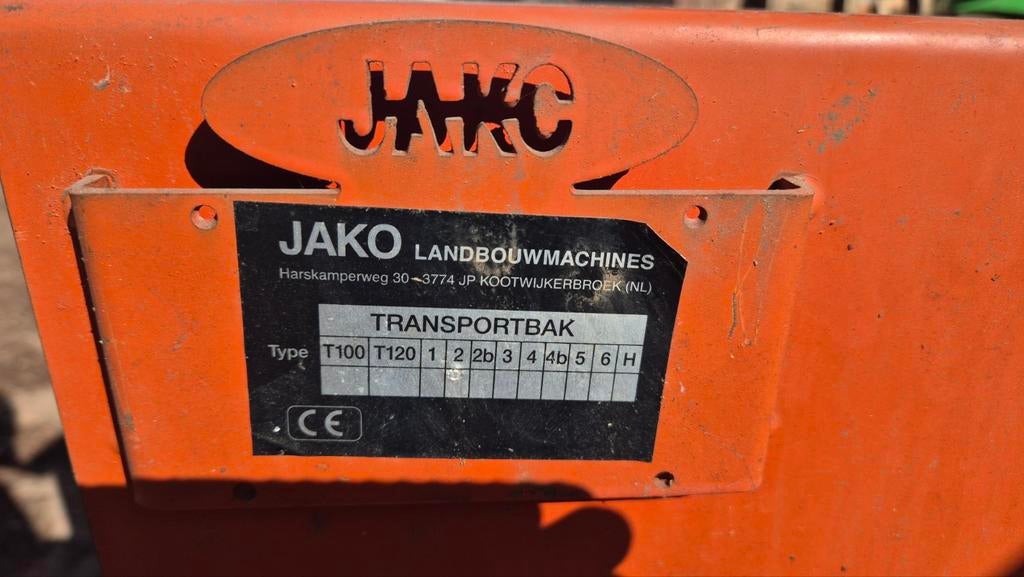 JAKO
JAKO LANDBOUWMACHINES
Harskamperweg 30-3774 JP KOOTWIJKERBROEK (NL)
TRANSPORTBAK
Type T100 T120 1 2 2b 3 4 4b 5 6 H
CE